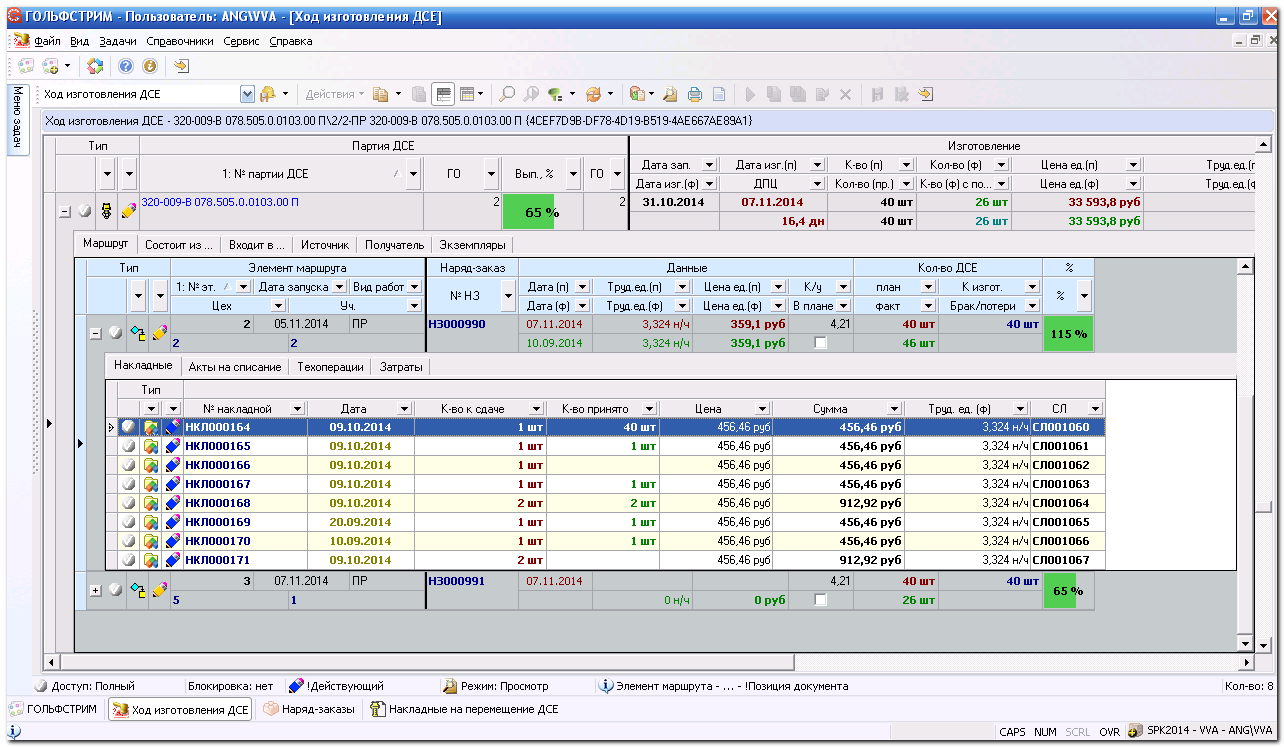 ГОЛЬФСТРИМ - Пользователь: ANG\VVA - [Ход изготовления ДСЕ]
Файл Вид Задачи Справочники Сервис Справка
Меню задач
Ход изготовления ДСЕ Действия
Ход изготовления ДСЕ - 320-009-В 078.505.0.0103.00 П\2/2-ПР 320-009-В 078.505.0.0103.00 П {4CEF7D9B-DF78-4D19-B519-4AE667AE89A1}
Тип Партия ДСЕ Изготовление
1: № партии ДСЕ ГО Вып., % ГО
Дата зап. Дата изг.(п) К-во (п) Кол-во (ф) Цена ед.(п) Труд.ед.(п
Дата изг.(ф) ДПЦ Кол-во (пр.) К-во (ф) с по... Цена ед.(ф) Труд.ед.(ф
320-009-В 078.505.0.0103.00 П 2 65 % 2 31.10.2014 07.11.2014 40 шт 26 шт 33 593,8 руб
16,4 дн 40 шт 26 шт 33 593,8 руб
Маршрут Состоит из ... Входит в ... Источник Получатель Экземпляры
Тип Элемент маршрута Наряд-заказ Данные Кол-во ДСЕ %
1: № эт. Дата запуска Вид работ № НЗ Дата (п) Труд.ед.(п) Цена ед.(п) К/у план К изгот. %
Цех Уч. Дата (ф) Труд.ед.(ф) Цена ед.(ф) В плане факт Брак/потери
2 05.11.2014 ПР НЗ000990 07.11.2014 3,324 н/ч 359,1 руб 4,21 40 шт 40 шт 115 %
2 2 10.09.2014 3,324 н/ч 359,1 руб 46 шт
Накладные Акты на списание Техоперации Затраты
Тип
№ накладной Дата К-во к сдаче К-во принято Цена Сумма Труд. ед. (ф) СЛ
НКЛ000164 09.10.2014 1 шт 40 шт 456,46 руб 456,46 руб 3,324 н/ч СЛ001060
НКЛ000165 09.10.2014 1 шт 1 шт 456,46 руб 456,46 руб 3,324 н/ч СЛ001061
НКЛ000166 09.10.2014 1 шт 456,46 руб 456,46 руб 3,324 н/ч СЛ001062
НКЛ000167 09.10.2014 1 шт 1 шт 456,46 руб 456,46 руб 3,324 н/ч СЛ001063
НКЛ000168 09.10.2014 2 шт 2 шт 456,46 руб 912,92 руб 3,324 н/ч СЛ001064
НКЛ000169 20.09.2014 1 шт 1 шт 456,46 руб 456,46 руб 3,324 н/ч СЛ001065
НКЛ000170 10.09.2014 1 шт 1 шт 456,46 руб 456,46 руб 3,324 н/ч СЛ001066
НКЛ000171 09.10.2014 2 шт 456,46 руб 912,92 руб 3,324 н/ч СЛ001067
3 07.11.2014 ПР НЗ000991 07.11.2014 4,21 40 шт 40 шт 65 %
5 1 0 н/ч 0 руб 26 шт
Доступ: Полный Блокировка: нет !Действующий Режим: Просмотр Элемент маршрута - ... - !Позиция документа Кол-во: 8
ГОЛЬФСТРИМ Ход изготовления ДСЕ Наряд-заказы Накладные на перемещение ДСЕ
CAPS NUM SCRL OVR SPK2014 - VVA - ANG\VVA